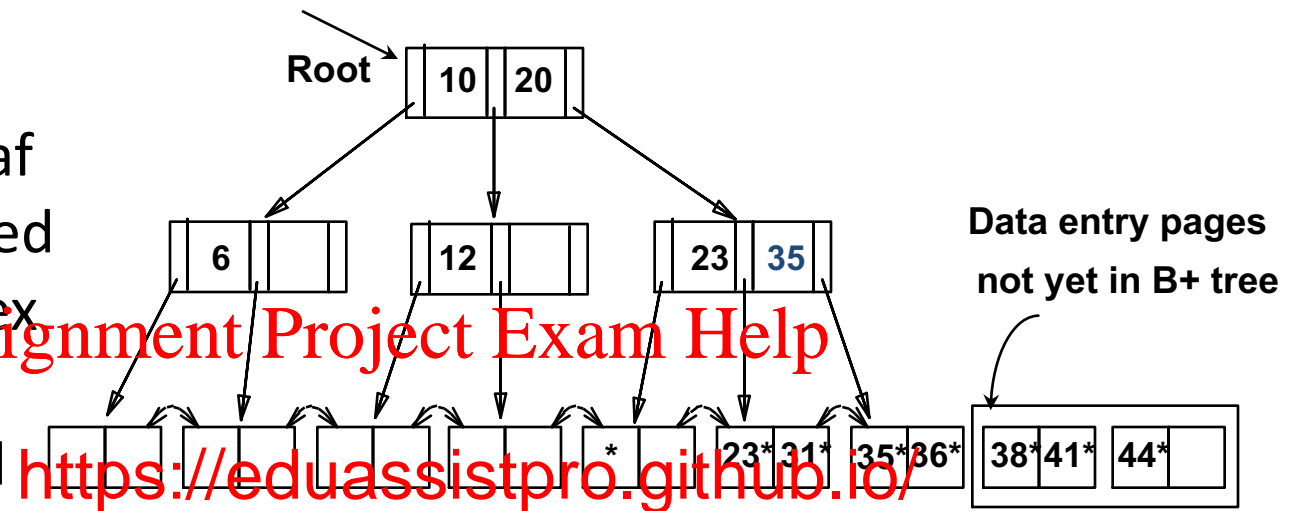 Root
10 20
af
ed
ex
Data entry pages
not yet in B+ tree
6
12
23 35
ignment Project Exam Help
*
23* 31*
35* 36*
38* 41*
44*
https://eduassistpro.github.io/